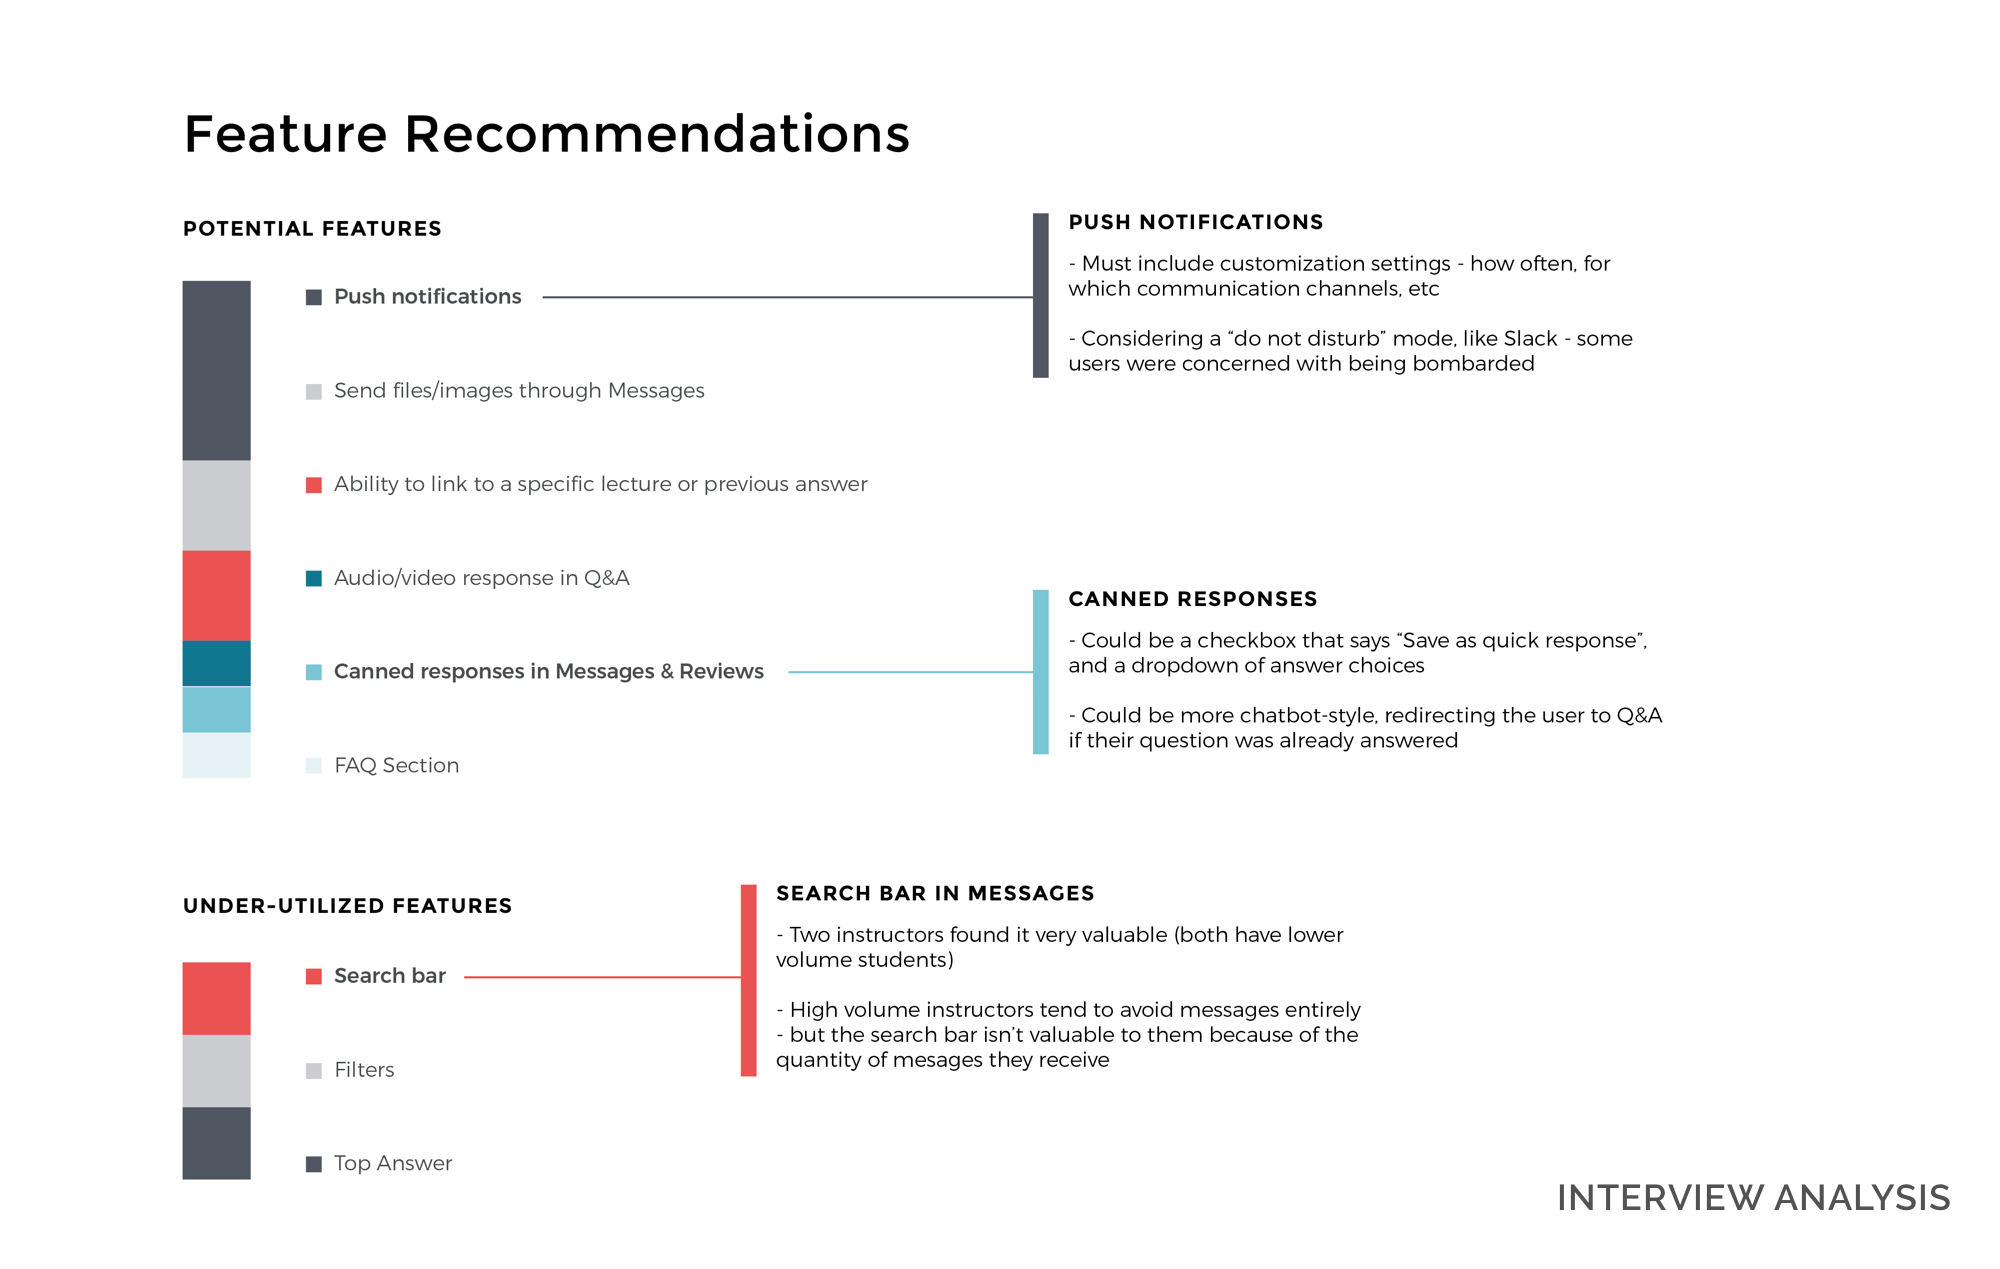 Feature Recommendations
POTENTIAL FEATURES
Push notifications
Send files/images through Messages
Ability to link to a specific lecture or previous answer
Audio/video response in Q&A
Canned responses in Messages & Reviews
FAQ Section
PUSH NOTIFICATIONS
- Must include customization settings - how often, for
which communication channels, etc
- Considering a “do not disturb” mode, like Slack - some
users were concerned with being bombarded
CANNED RESPONSES
- Could be a checkbox that says “Save as quick response”,
and a dropdown of answer choices
- Could be more chatbot-style, redirecting the user to Q&A
if their question was already answered
UNDER-UTILIZED FEATURES
Search bar
Filters
Top Answer
SEARCH BAR IN MESSAGES
- Two instructors found it very valuable (both have lower
volume students)
- High volume instructors tend to avoid messages entirely
- but the search bar isn’t valuable to them because of the
quantity of mesages they receive
INTERVIEW ANALYSIS